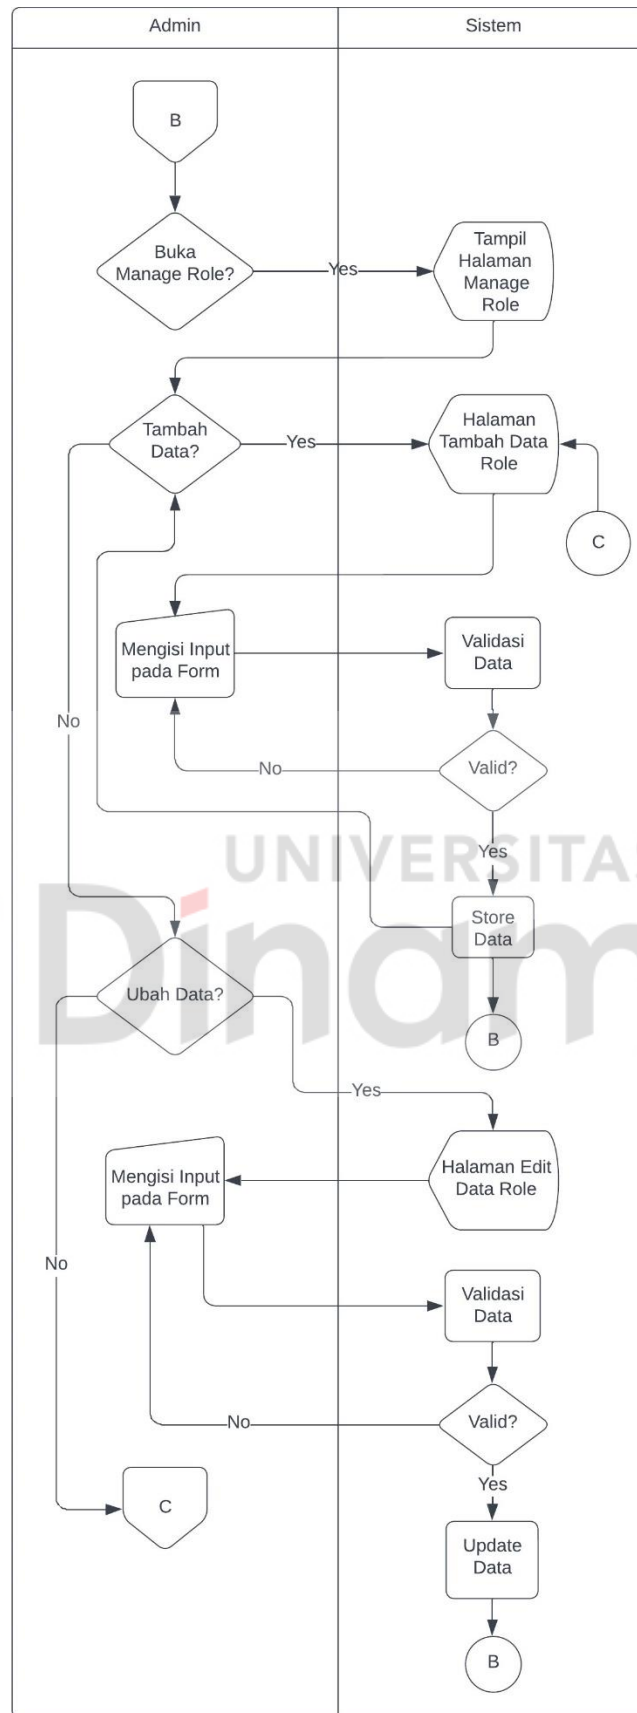 Admin
Sistem
B
Buka
Manage Role?
Yes
Tampil
Halaman
Manage
Role
Tambah
Data?
Yes
Halaman
Tambah Data
Role
C
Mengisi Input
pada Form
Validasi
Data
No
No
Valid?
Yes
UNIVERSITAS
Dinam
Store
Data
Ubah Data?
B
Yes
Mengisi Input
pada Form
Halaman Edit
Data Role
No
Validasi
Data
No
Valid?
Yes
C
Update
Data
B